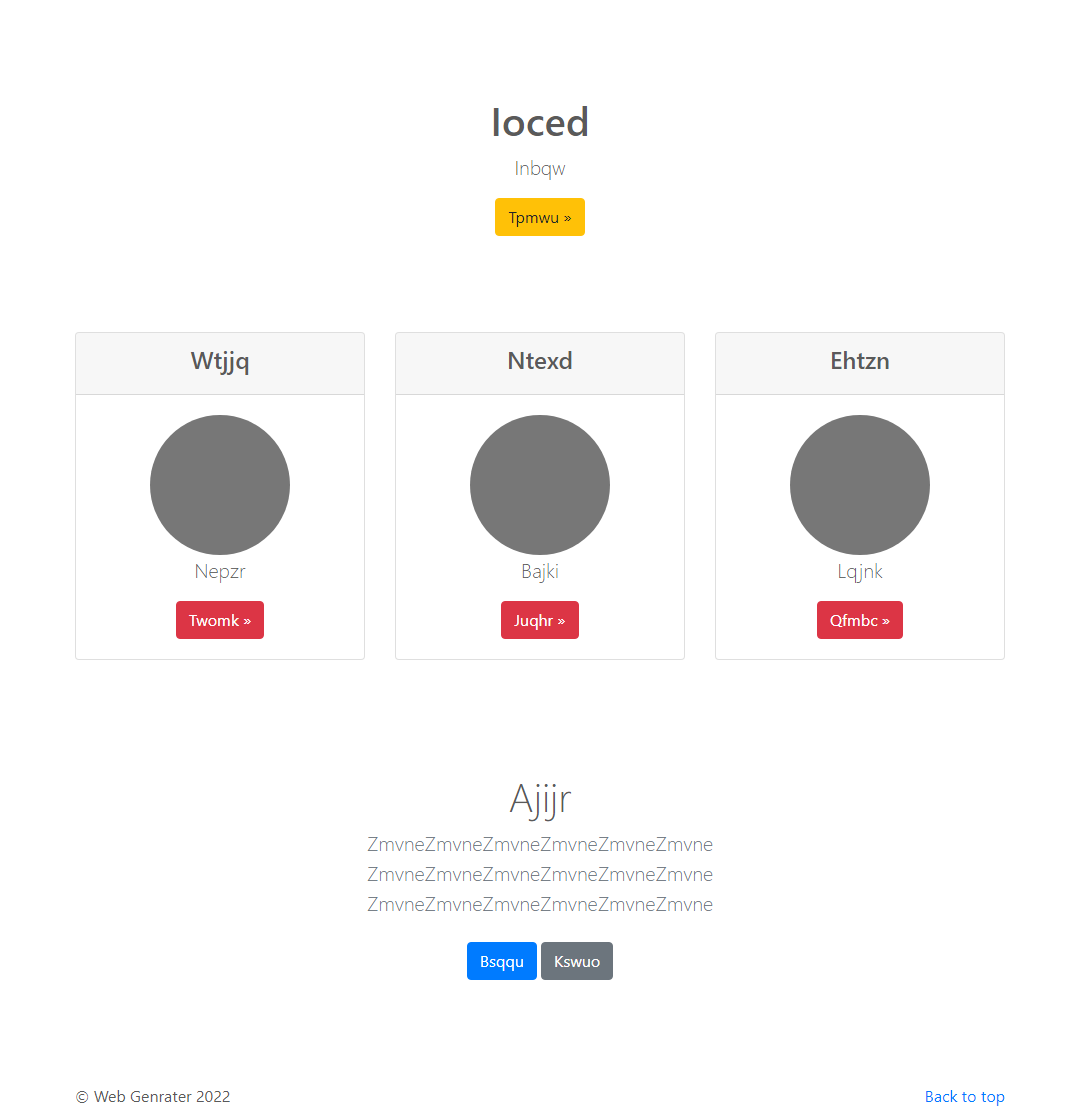 Ioced
Inbqw
Tpmwu »
Wtjjq
Ntexd
Ehtzn
Nepzr
Bajki
Lqjnk
Twomk »
Juqhr »
Qfmbc »
Ajijr
ZmvneZmvneZmvneZmvneZmvneZmvne
ZmvneZmvneZmvneZmvneZmvneZmvne
ZmvneZmvneZmvneZmvneZmvneZmvne
Bsqqu
Kswuo
© Web Genrater 2022
Back to top